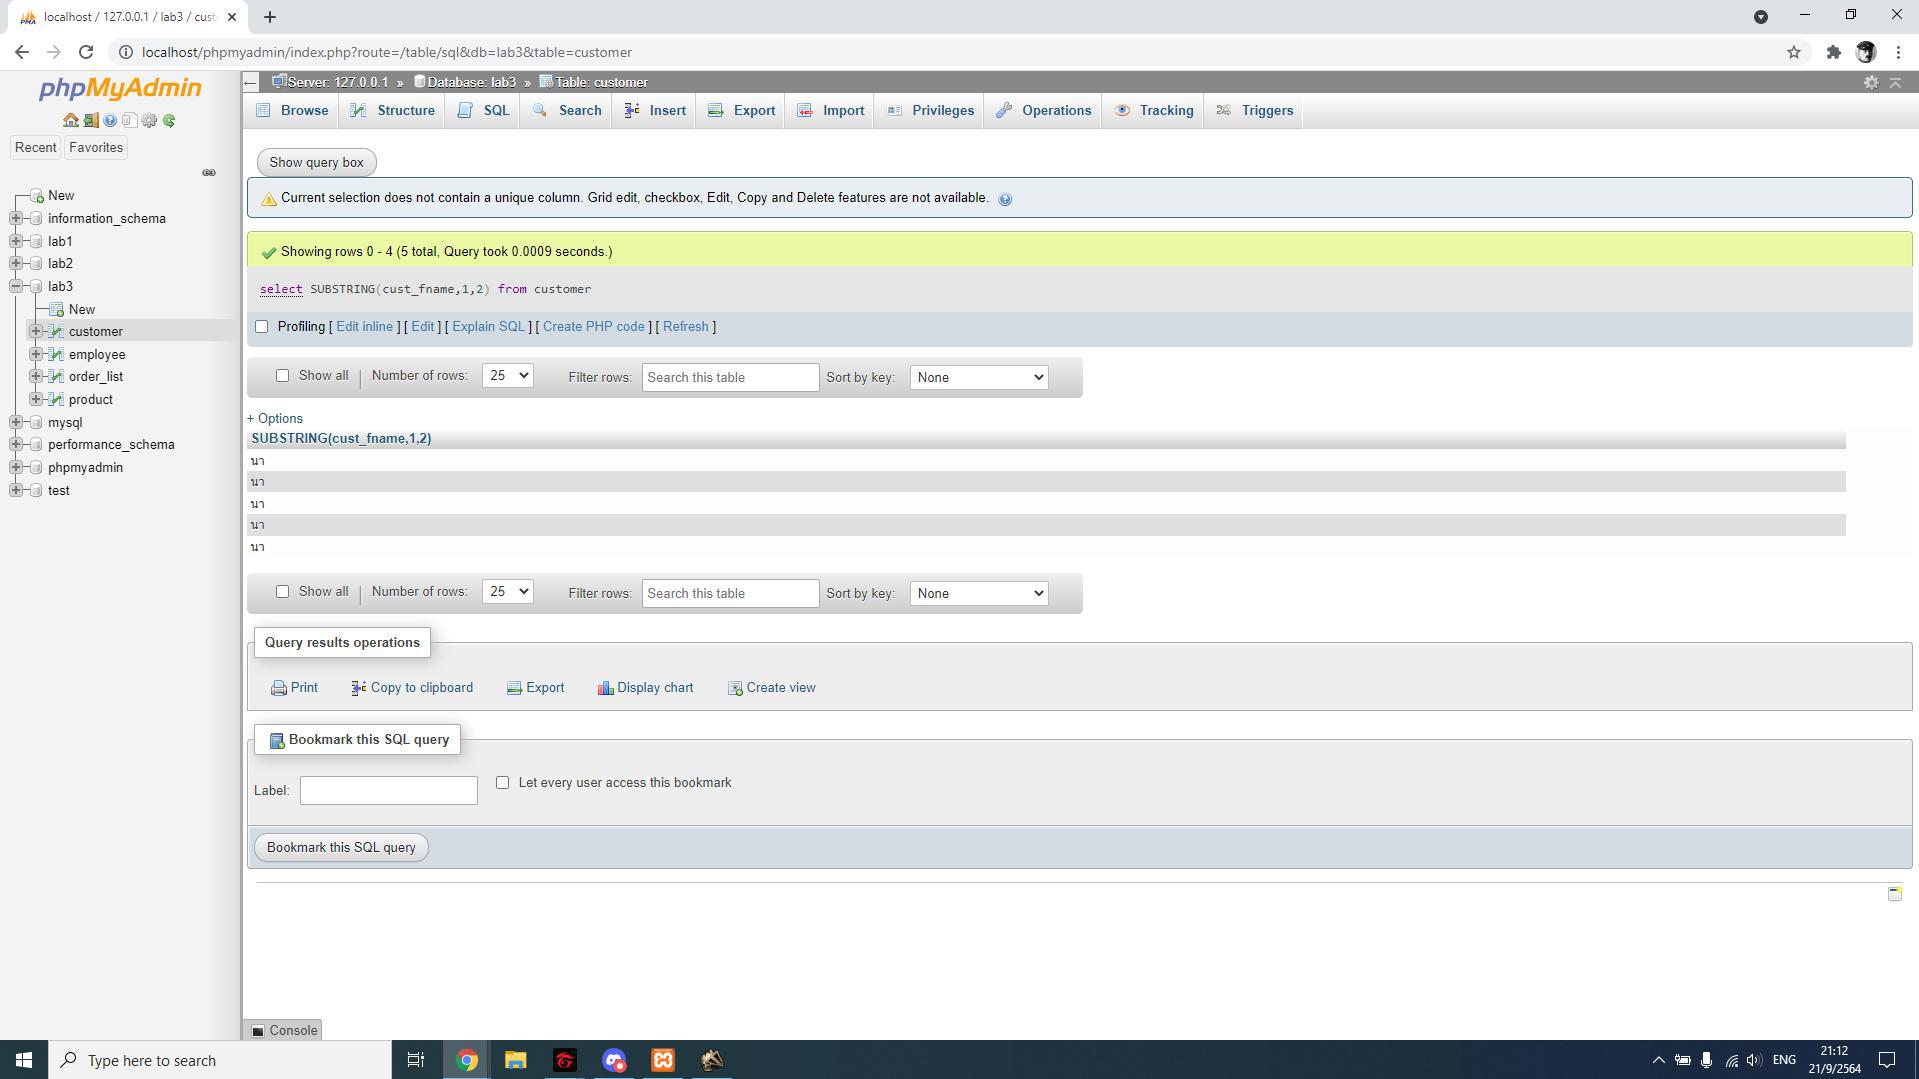 localhost / 127.0.0.1 / lab3 / cust
localhost/phpmyadmin/index.php?route=/table/sql&db=lab3&table=customer
phpMyAdmin
Recent Favorites
New
information_schema
lab1
lab2
lab3
New
customer
employee
order_list
product
mysql
performance_schema
phpmyadmin
test
Server: 127.0.0.1 » Database: lab3 » Table: customer
Browse Structure SQL Search Insert Export Import Privileges Operations Tracking Triggers
Show query box
Current selection does not contain a unique column. Grid edit, checkbox, Edit, Copy and Delete features are not available.
Showing rows 0 - 4 (5 total, Query took 0.0009 seconds.)
select SUBSTRING(cust_fname,1,2) from customer
Profiling [ Edit inline ] [ Edit ] [ Explain SQL ] [ Create PHP code ] [ Refresh ]
Show all | Number of rows: 25 Filter rows: Search this table Sort by key: None
+ Options
SUBSTRING(cust_fname,1,2)
นา
นา
นา
นา
นา
Show all | Number of rows: 25 Filter rows: Search this table Sort by key: None
Query results operations
Print Copy to clipboard Export Display chart Create view
Bookmark this SQL query
Label: Let every user access this bookmark
Bookmark this SQL query
Console
Type here to search
ENG
21:12
21/9/2564